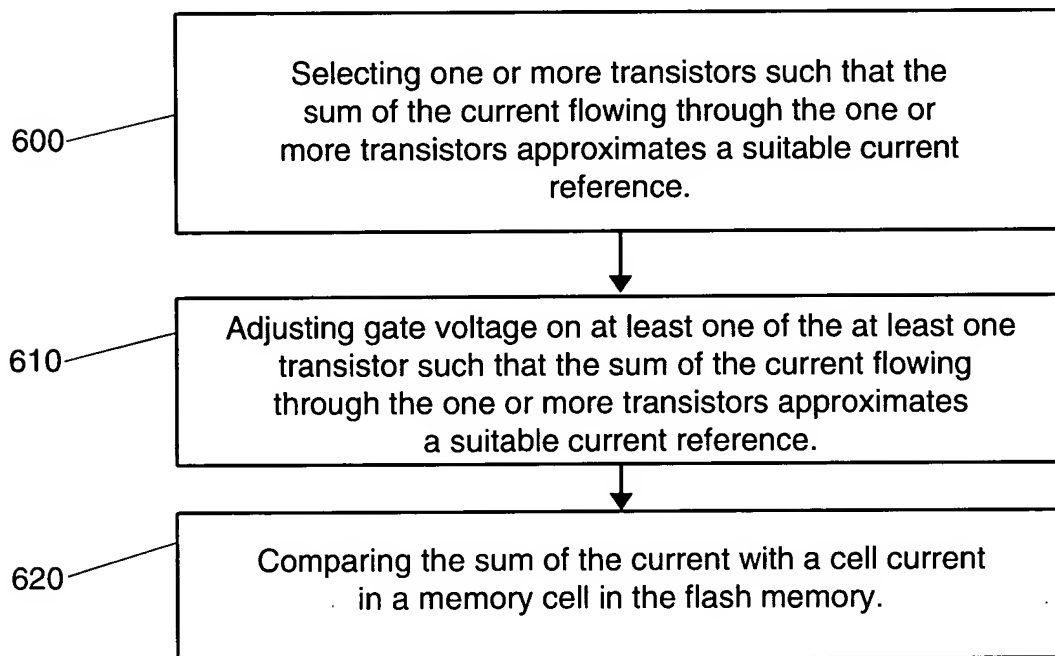 Selecting one or more transistors such that the
sum of the current flowing through the one or
more transistors approximates a suitable current
reference.
600
Adjusting gate voltage on at least one of the at least one
transistor such that the sum of the current flowing
through the one or more transistors approximates
a suitable current reference.
610
Comparing the sum of the current with a cell current
in a memory cell in the flash memory.
620